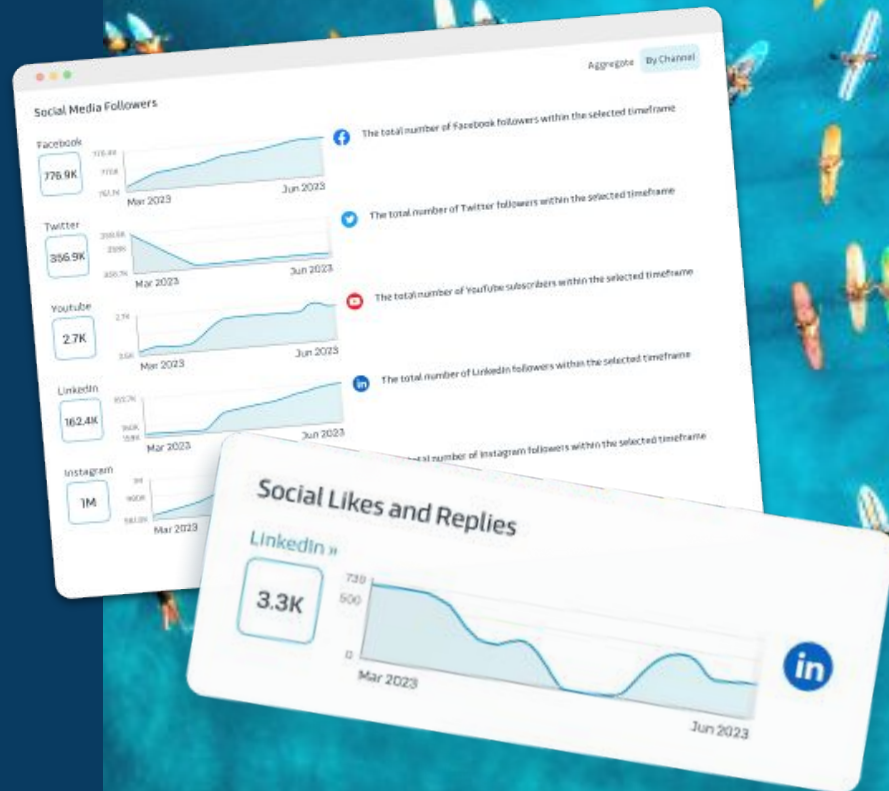 Aggregate By Channel
Social Media Followers
Facebook
776.9K
Mar 2023 Jun 2023
The total number of Facebook followers within the selected timeframe
Twitter
356.9K
Mar 2023 Jun 2023
The total number of Twitter followers within the selected timeframe
Youtube
2.7K
Mar 2023 Jun 2023
The total number of YouTube subscribers within the selected timeframe
LinkedIn
162.4K
Mar 2023 Jun 2023
in
The total number of LinkedIn followers within the selected timeframe
Instagram
1M
Mar 2023
number of Instagram followers within the selected timeframe
Social Likes and Replies
LinkedIn »
3.3K
500
0
Mar 2023 Jun 2023
in